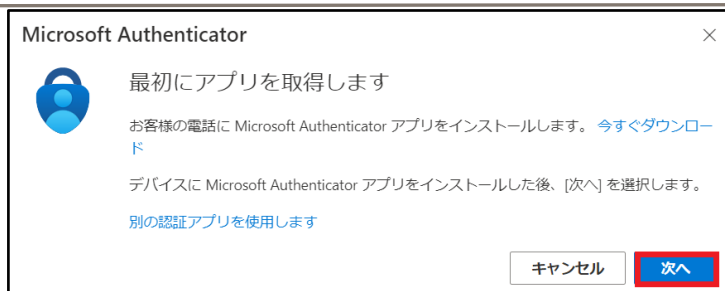 Microsoft Authenticator
最初にアプリを取得します
お客様の電話に Microsoft Authenticator アプリをインストールします。 今すぐダウンロー
ド
デバイスに Microsoft Authenticator アプリをインストールした後、[次へ] を選択します。
別の認証アプリを使用します
キャンセル 次へ